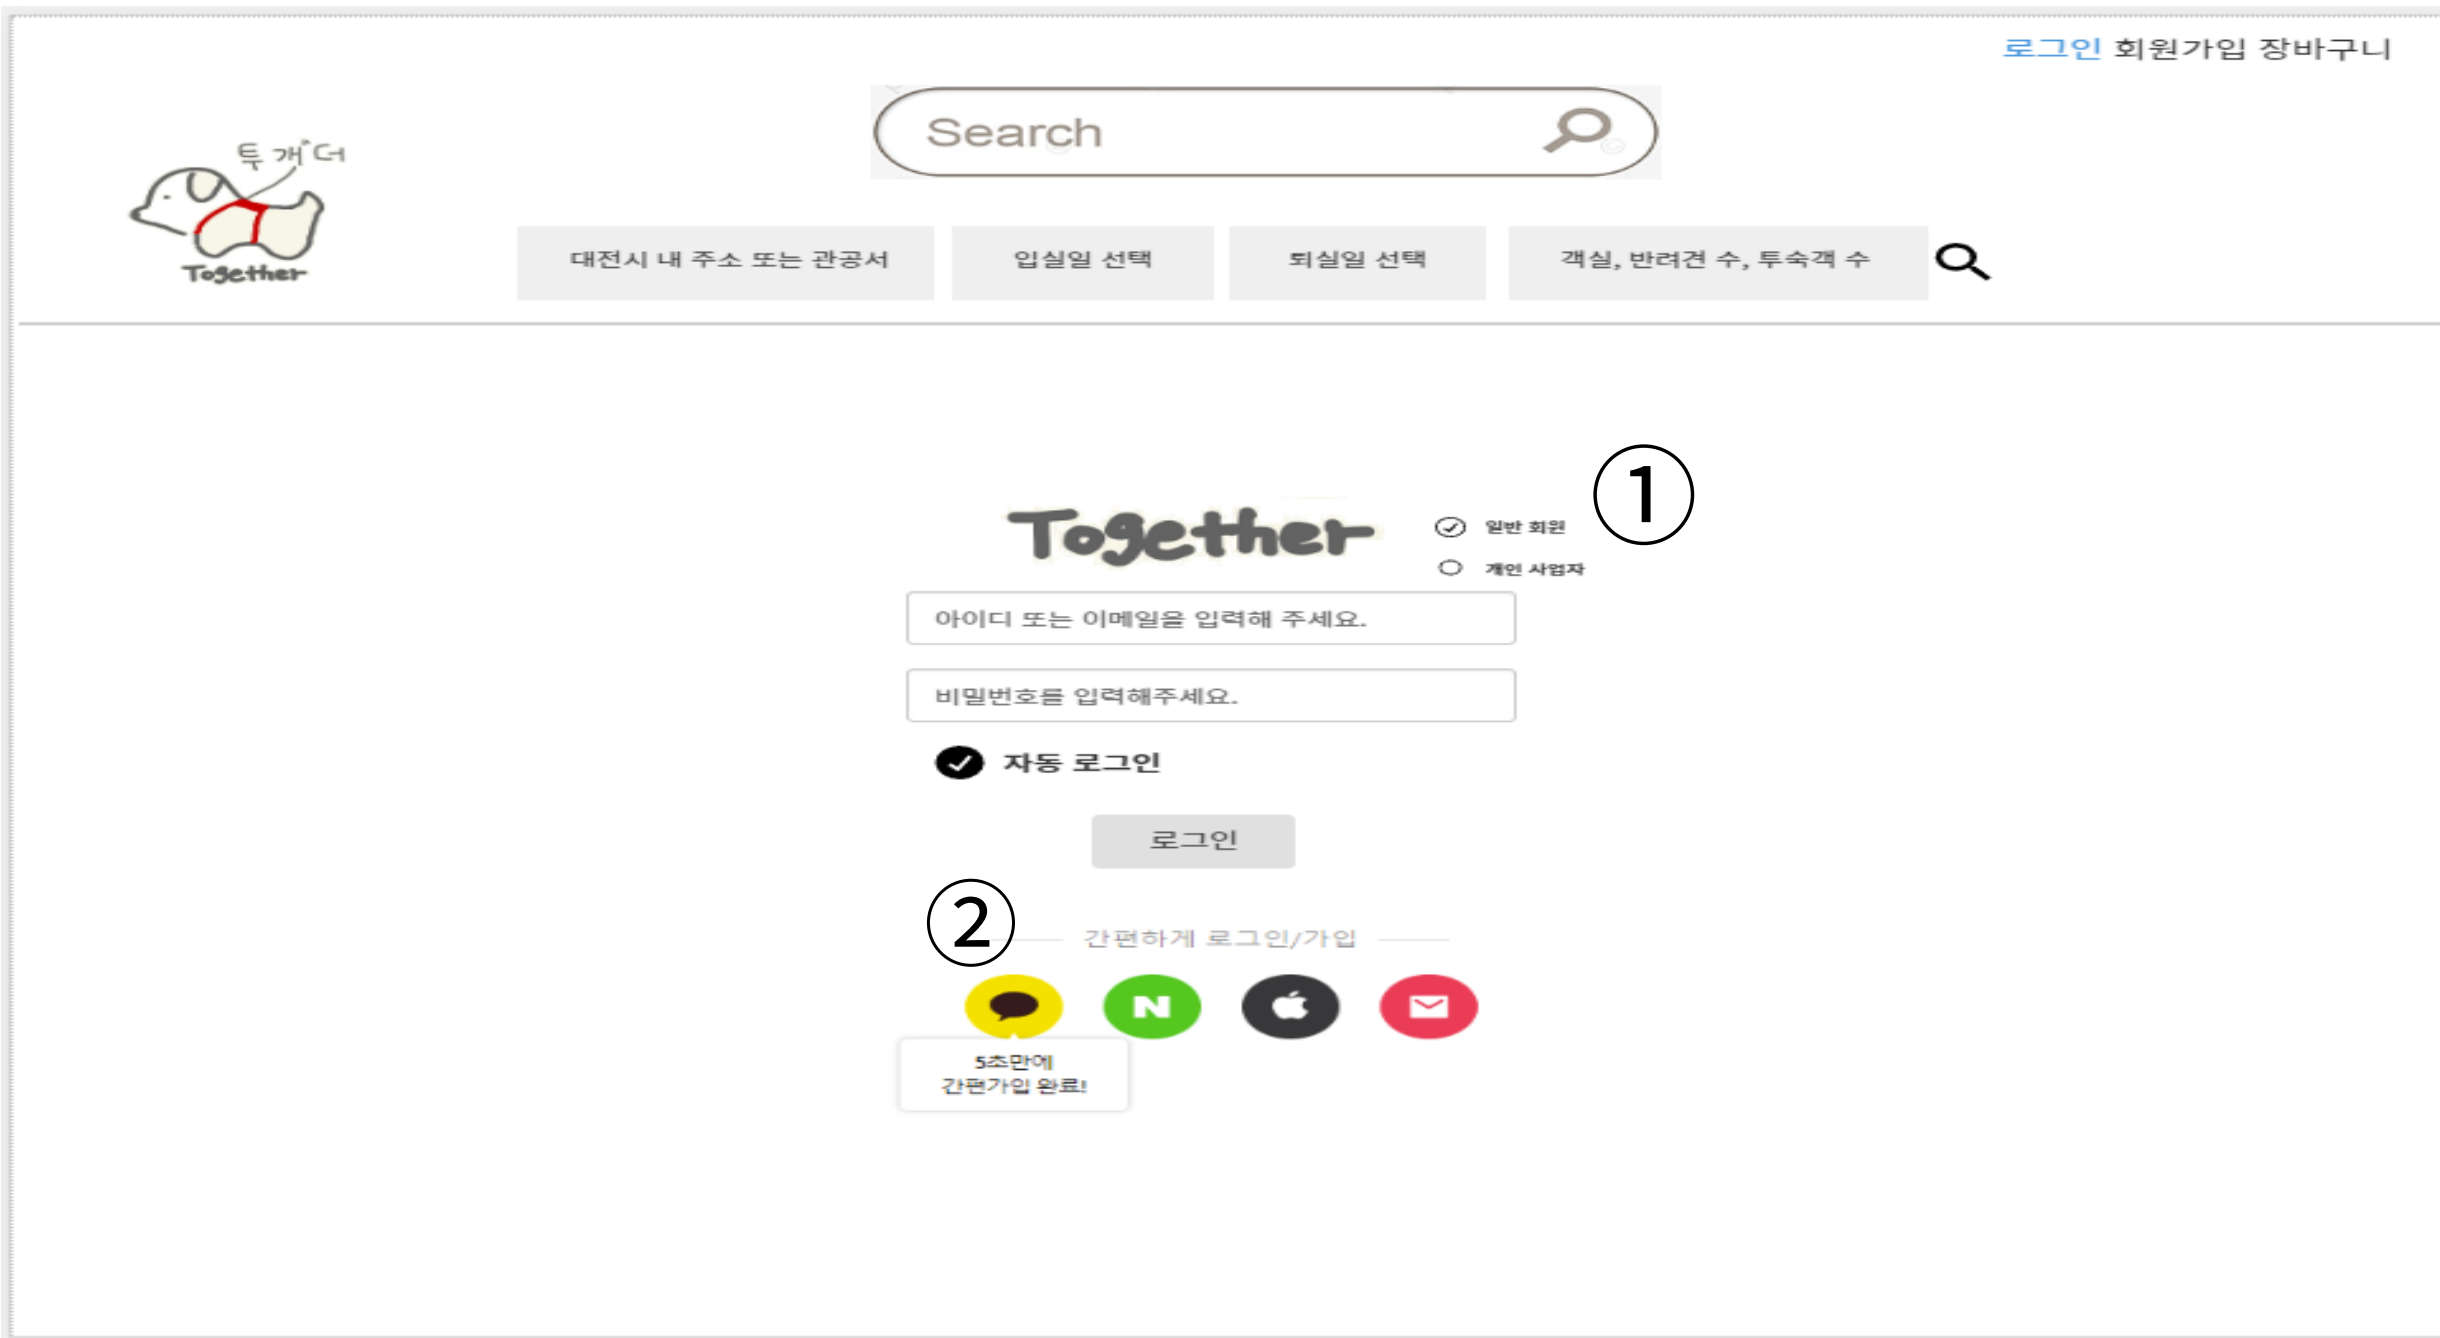 로그인 회원가입 장바구니
Search
투개더
Together
대전시 내 주소 또는 관공서 입실일 선택 퇴실일 선택 객실, 반려견 수, 투숙객 수
①
Together
일반 회원
개인 사업자
아이디 또는 이메일을 입력해 주세요.
비밀번호를 입력해주세요.
자동 로그인
로그인
②
간편하게 로그인/가입
N
5초만에
간편가입 완료!